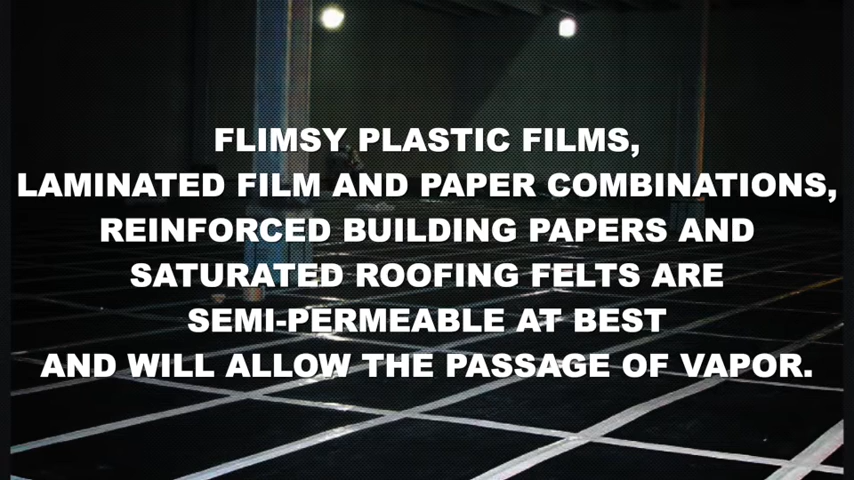 FLIMSY PLASTIC FILMS,
LAMINATED FILM AND PAPER COMBINATIONS,
REINFORCED BUILDING PAPERS AND
SATURATED ROOFING FELTS ARE
SEMI-PERMEABLE AT BEST
AND WILL ALLOW THE PASSAGE OF VAPOR.